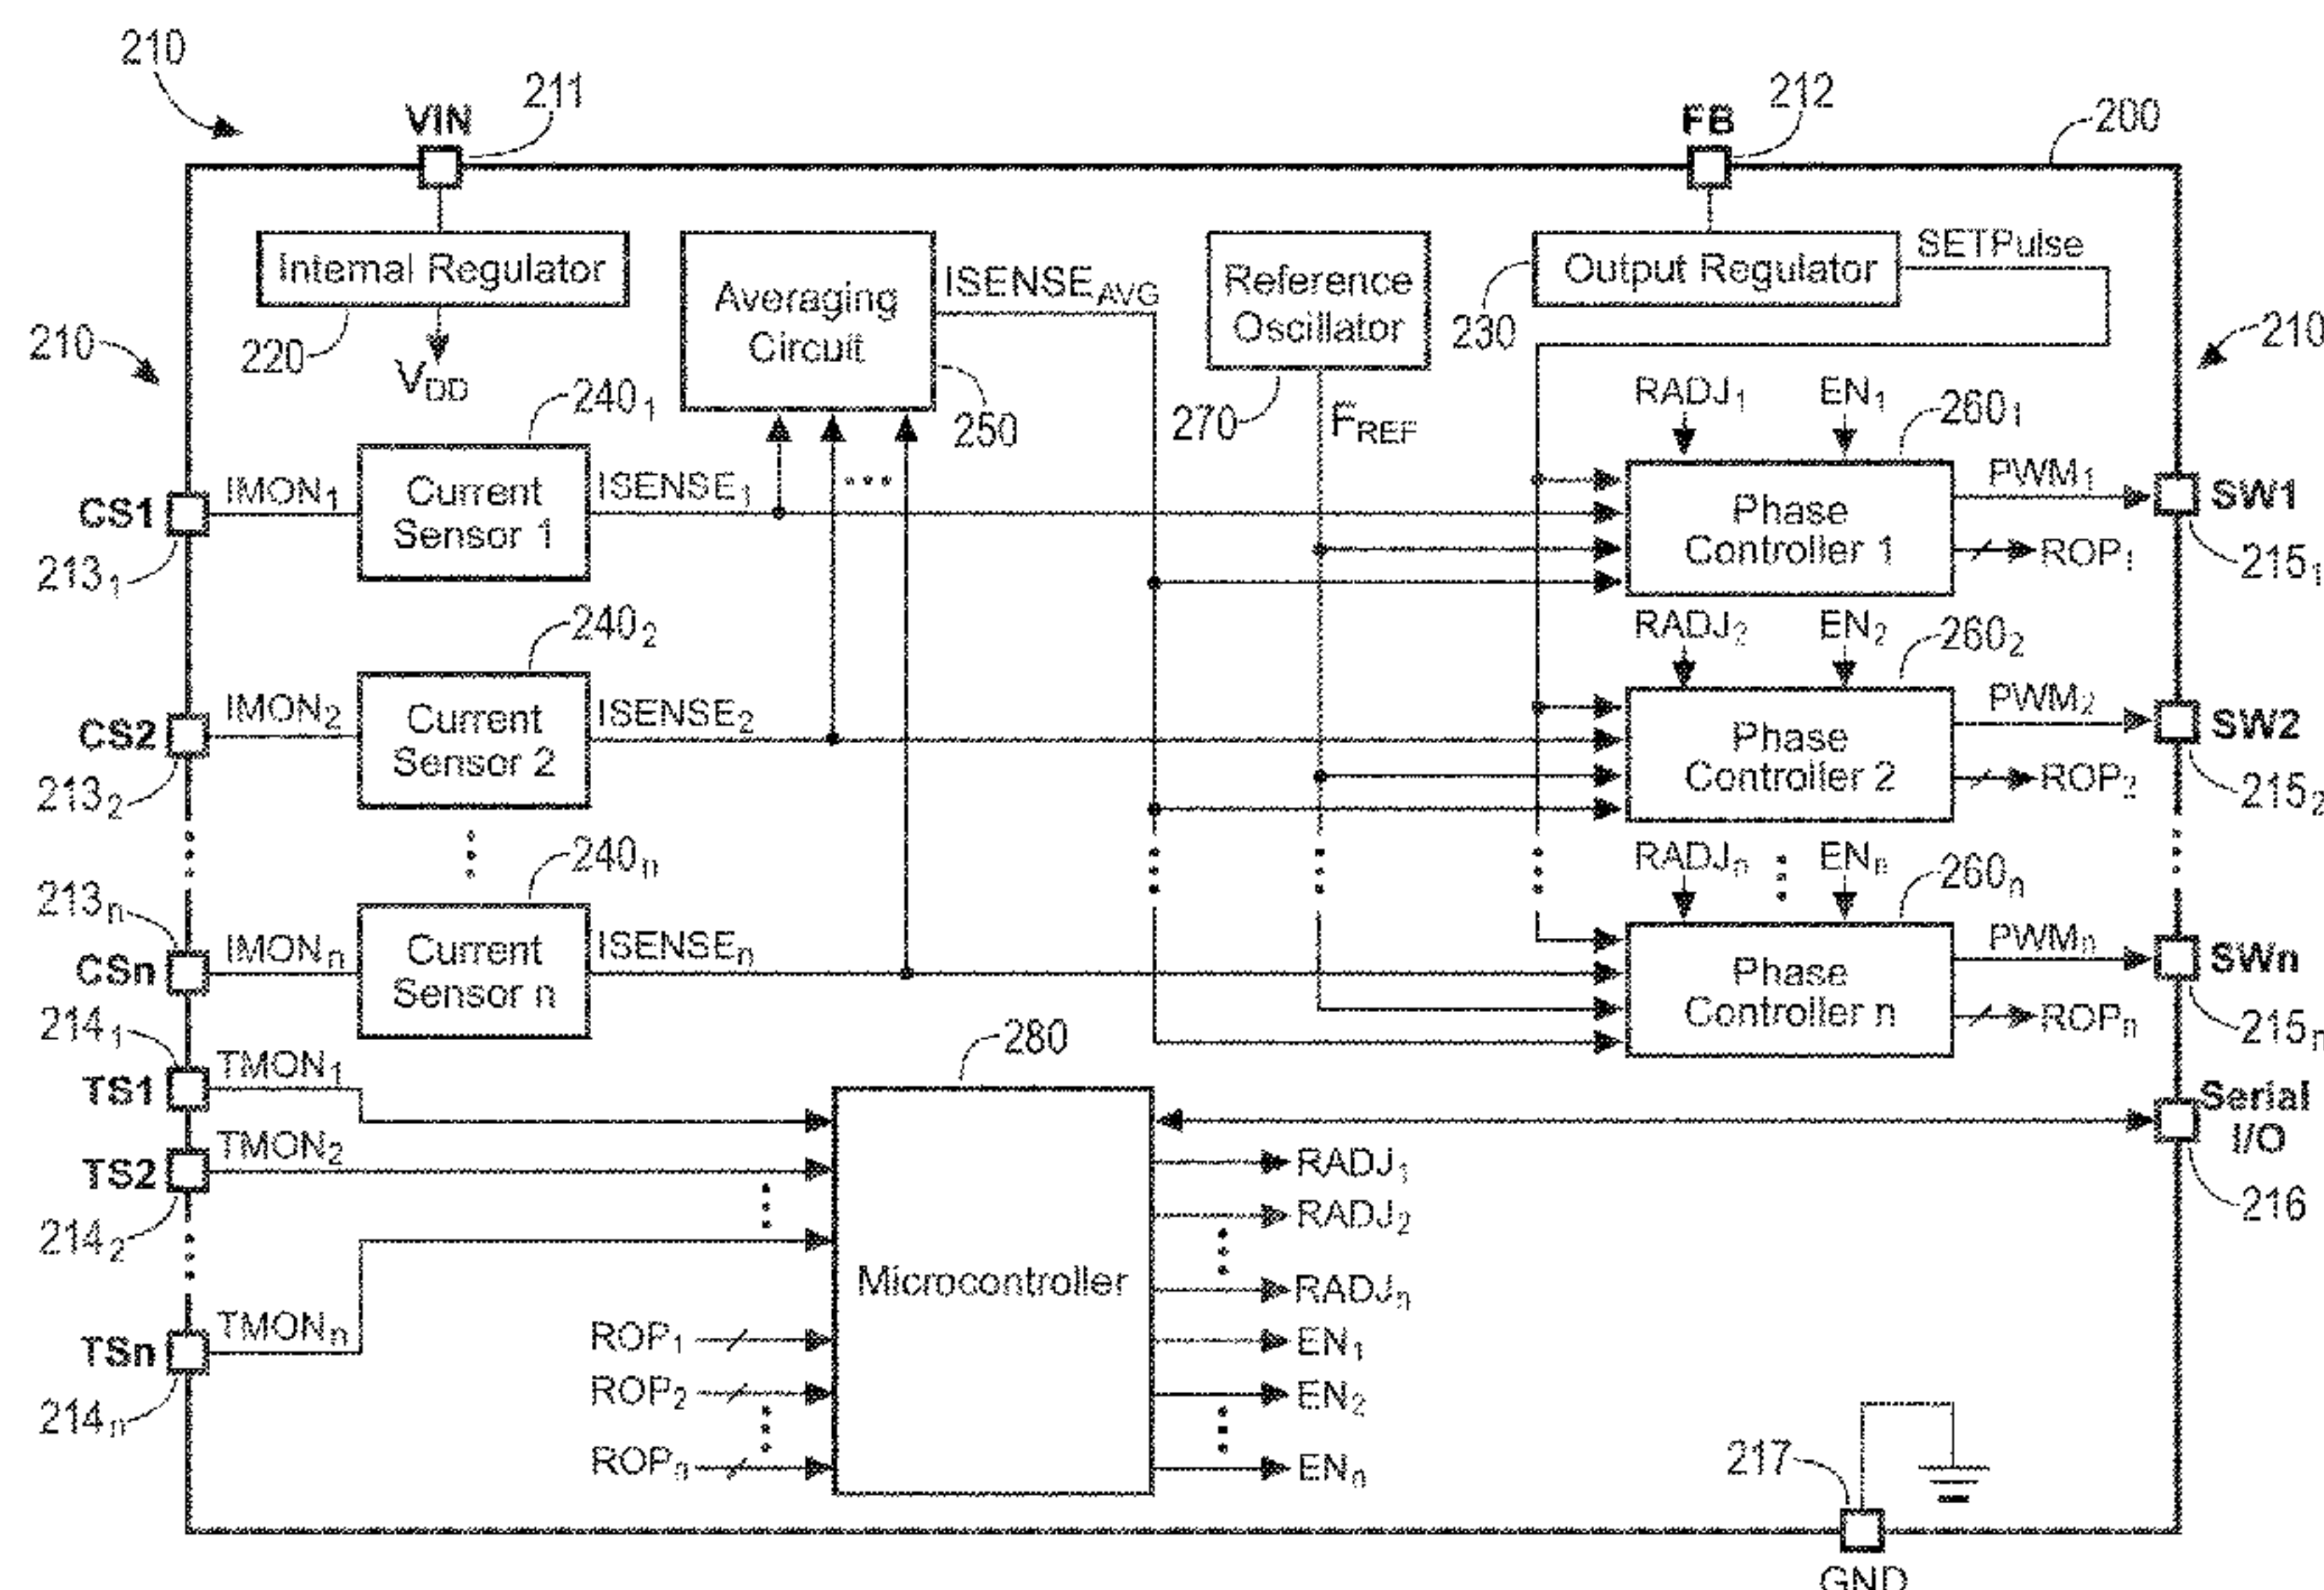 210
VIN
211
FB
212
200
Internal Regulator
220
V_DD
Averaging
Circuit
250
ISENSE_AVG
Reference
Oscillator
270
F_REF
Output Regulator
230
SETPulse
210
210
240₁
CS1
213₁
IMON₁
Current
Sensor 1
ISENSE₁
...
RADJ₁
EN₁
260₁
Phase
Controller 1
PWM₁
ROP₁
SW1
215₁
240₂
CS2
213₂
IMON₂
Current
Sensor 2
ISENSE₂
RADJ₂
EN₂
260₂
Phase
Controller 2
PWM₂
ROP₂
SW2
215₂
240ₙ
213ₙ
CSn
IMONₙ
Current
Sensor n
ISENSEₙ
RADJₙ
ENₙ
260ₙ
Phase
Controller n
PWMₙ
ROPₙ
SWn
215ₙ
214₁
TS1
TMON₁
TS2
214₂
TMON₂
TSn
214ₙ
TMONₙ
280
Microcontroller
ROP₁
ROP₂
ROPₙ
RADJ₁
RADJ₂
RADJₙ
EN₁
EN₂
ENₙ
Serial
I/O
216
217
GND